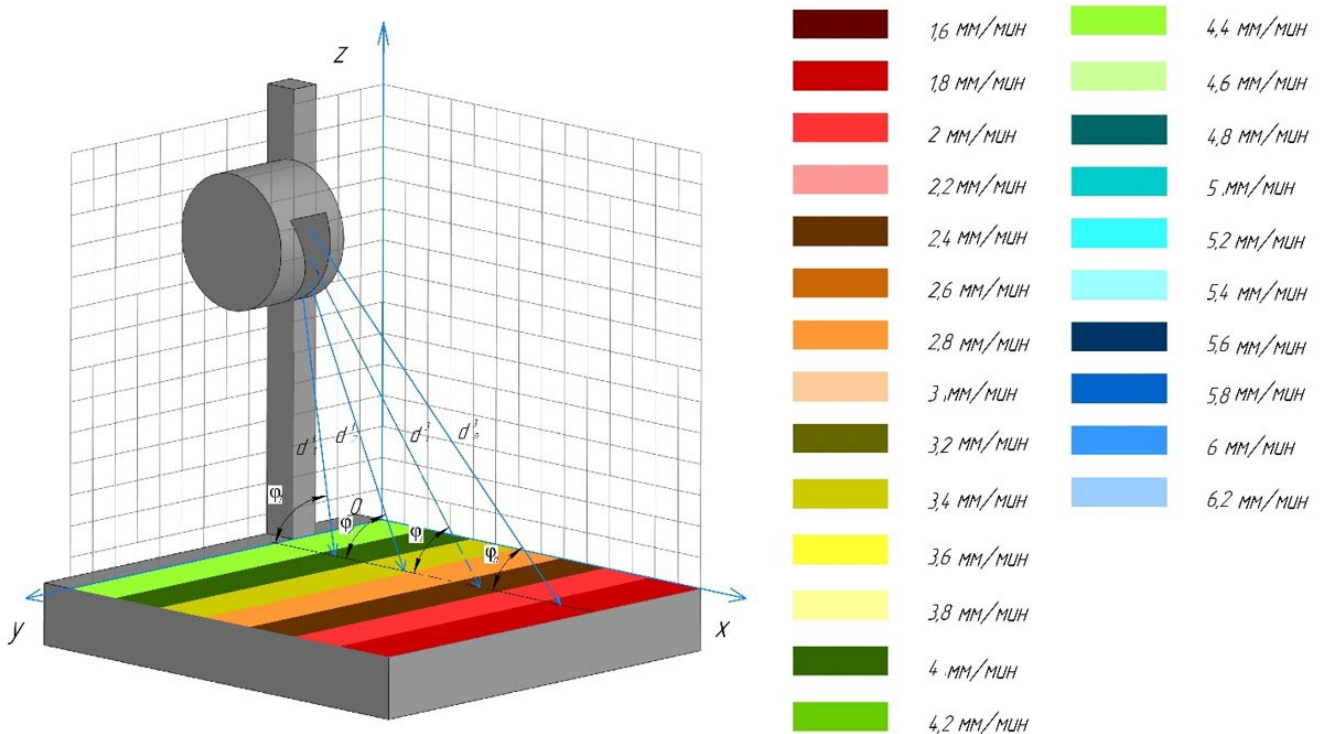 z
O
y
x
φ
φ
φ
φ
1,6 мм/мин
1,8 мм/мин
2 мм/мин
2,2 мм/мин
2,4 мм/мин
2,6 мм/мин
2,8 мм/мин
3 мм/мин
3,2 мм/мин
3,4 мм/мин
3,6 мм/мин
3,8 мм/мин
4 мм/мин
4,2 мм/мин
4,4 мм/мин
4,6 мм/мин
4,8 мм/мин
5 мм/мин
5,2 мм/мин
5,4 мм/мин
5,6 мм/мин
5,8 мм/мин
6 мм/мин
6,2 мм/мин